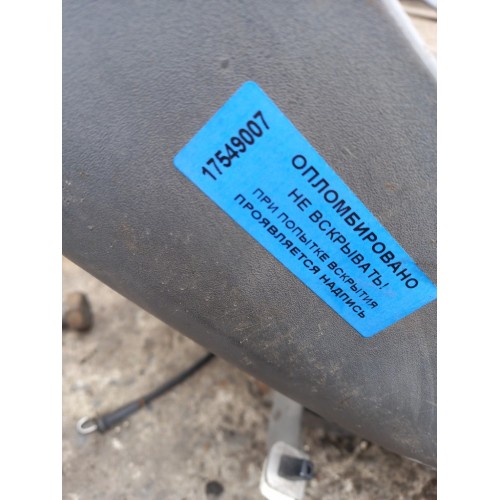 17549007
ОПЛОМБИРОВАНО
НЕ ВСКРЫВАТЬ!
ПРИ ПОПЫТКЕ ВСКРЫТИЯ
ПРОЯВЛЯЕТСЯ НАДПИСЬ